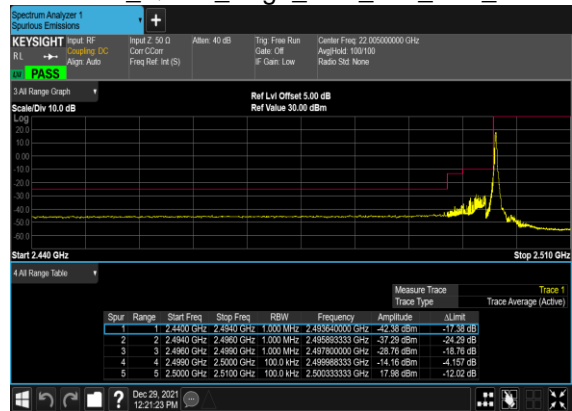 Spectrum Analyzer 1
Spurious Emissions
KEYSIGHT Input: RF Input Z: 50 Ω Atten: 40 dB Trig: Free Run Center Freq: 22.005000000 GHz
RL Coupling: DC Corr CCorr Gate: Off Avg|Hold: 100/100
Align: Auto Freq Ref: Int (S) IF Gain: Low Radio Std: None
PASS
3 All Range Graph
Ref Lvl Offset 5.00 dB
Scale/Div 10.0 dB Ref Value 30.00 dBm
Log
20.0
10.0
0.00
-10.0
-20.0
-30.0
-40.0
-50.0
-60.0
Start 2.440 GHz Stop 2.510 GHz
4 All Range Table
Measure Trace Trace 1
Trace Type Trace Average (Active)
Spur Range Start Freq Stop Freq RBW Frequency Amplitude ΔLimit
1 1 2.4400 GHz 2.4940 GHz 1.000 MHz 2.493640000 GHz -42.38 dBm -17.38 dB
2 2 2.4940 GHz 2.4960 GHz 1.000 MHz 2.495893333 GHz -37.29 dBm -24.29 dB
3 3 2.4960 GHz 2.4990 GHz 1.000 MHz 2.497800000 GHz -28.76 dBm -18.76 dB
4 4 2.4990 GHz 2.5000 GHz 100.0 kHz 2.499988333 GHz -14.16 dBm -4.157 dB
5 5 2.5000 GHz 2.5100 GHz 100.0 kHz 2.500333333 GHz 17.98 dBm -12.02 dB
Dec 29, 2021
12:21:23 PM